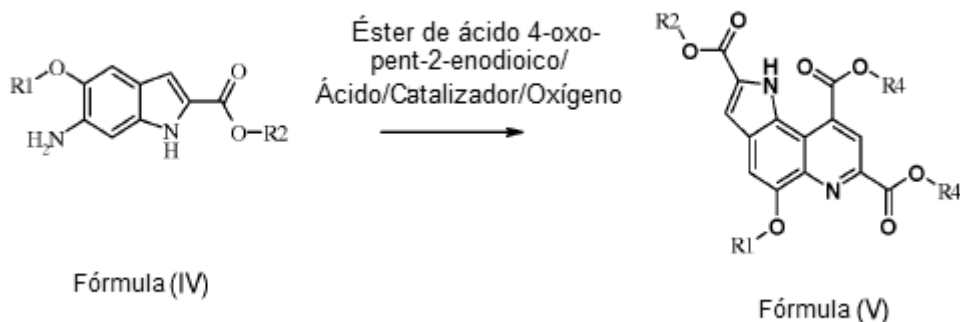 Éster de ácido 4-oxo-
pent-2-enodioico/
Ácido/Catalizador/Oxígeno
R1
O
O
H2N
N
H
O
R2
R2
O
O
H
N
O
O
R4
N
O
O
R4
R1
O
Fórmula (IV)
Fórmula (V)